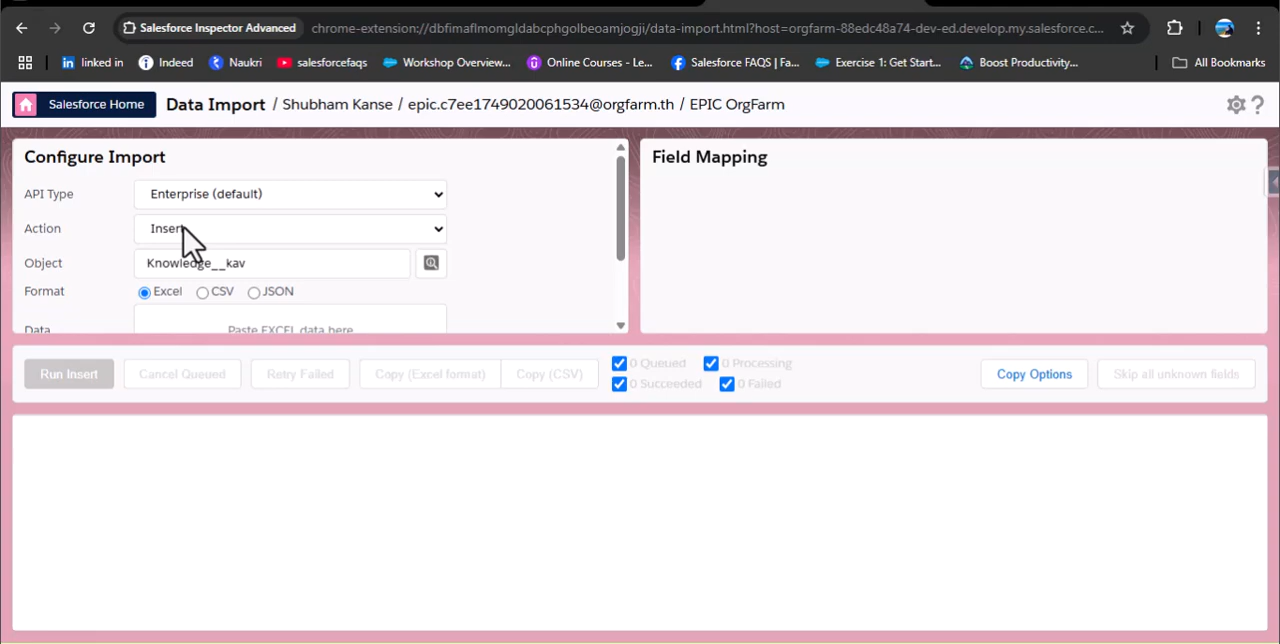 Salesforce Inspector Advanced chrome-extension://dbfimaflmomgldabcphgolbeoamjogji/data-import.html?host=orgfarm-88edc48a74-dev-ed.develop.my.salesforce.c...
linked in Indeed Naukri salesforcefaqs Workshop Overview... Online Courses - Le... Salesforce FAQS | Fa... Exercise 1: Get Start... Boost Productivity... All Bookmarks
Salesforce Home Data Import / Shubham Kanse / epic.c7ee1749020061534@orgfarm.th / EPIC OrgFarm
Configure Import
API Type Enterprise (default)
Action Insert
Object Knowledge__kav
Format Excel CSV JSON
Data Paste EXCEL data here
Field Mapping
Run Insert Cancel Queued Retry Failed Copy (Excel format) Copy (CSV)
0 Queued 0 Processing
0 Succeeded 0 Failed
Copy Options Skip all unknown fields